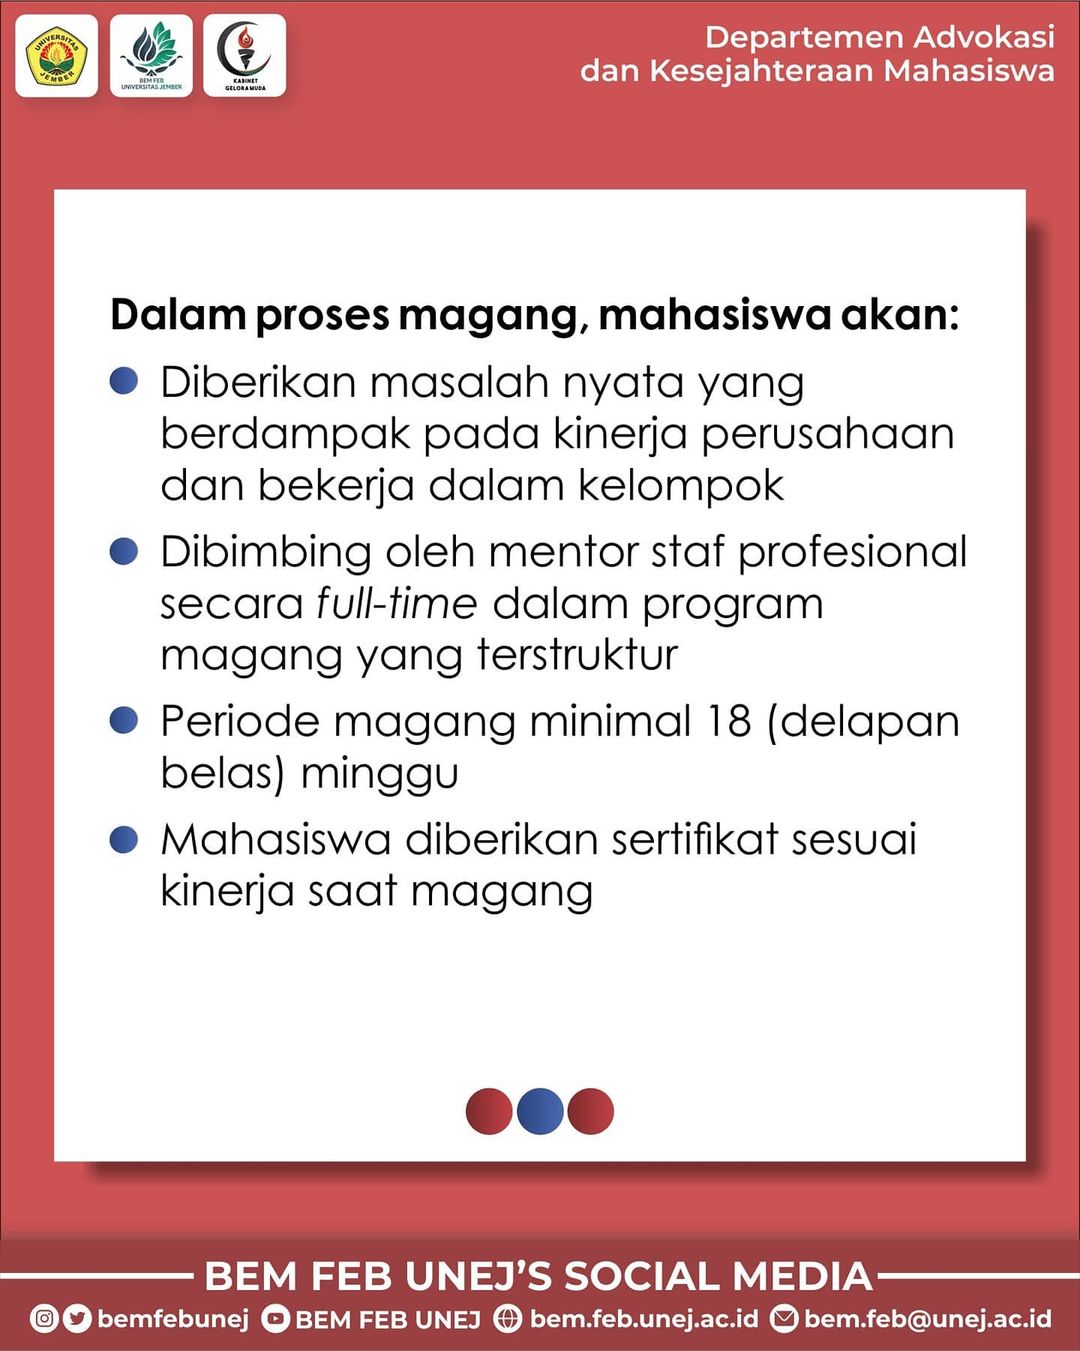 UNIVERSITAS
JEMBER
BEM FEB
UNIVERSITAS JEMBER
KABINET
GELORA MUDA
Departemen Advokasi
dan Kesejahteraan Mahasiswa
Dalam proses magang, mahasiswa akan:
Diberikan masalah nyata yang
berdampak pada kinerja perusahaan
dan bekerja dalam kelompok
Dibimbing oleh mentor staf profesional
secara full-time dalam program
magang yang terstruktur
Periode magang minimal 18 (delapan
belas) minggu
Mahasiswa diberikan sertifikat sesuai
kinerja saat magang
BEM FEB UNEJ'S SOCIAL MEDIA
bemfebunej BEM FEB UNEJ bem.feb.unej.ac.id bem.feb@unej.ac.id